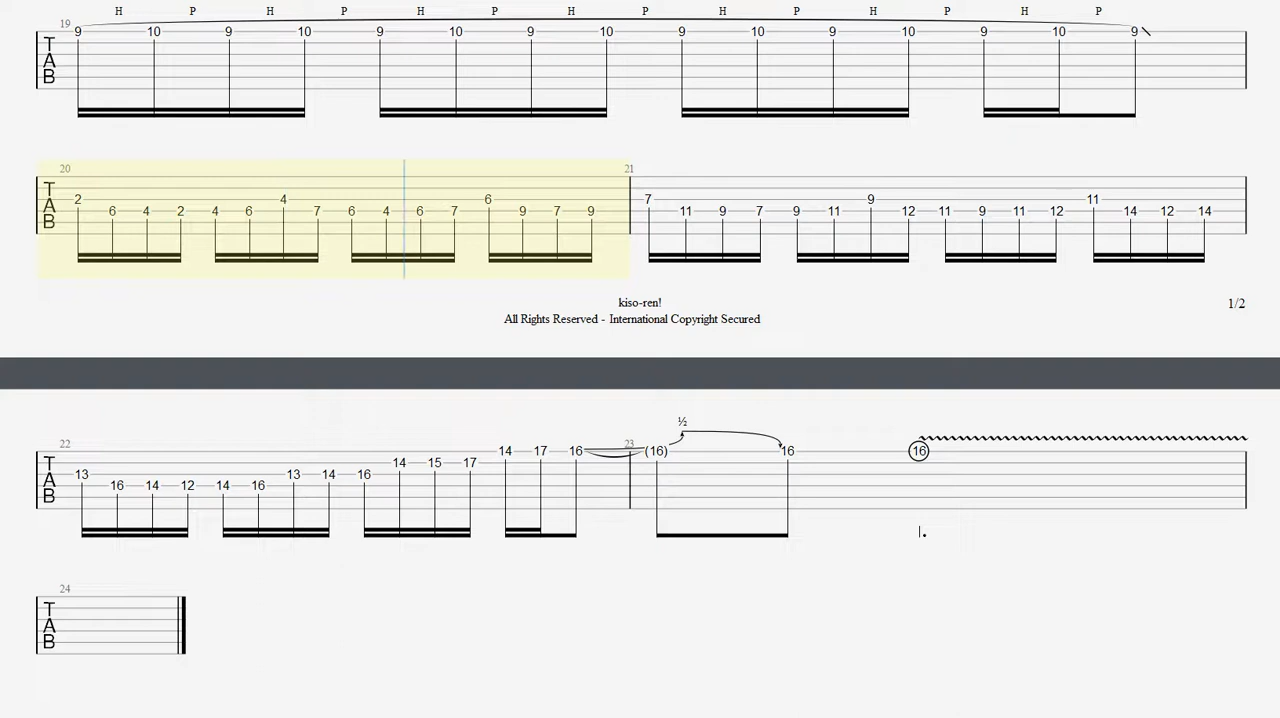 H P H P H P H P H P H P H P
19
9 10 9 10 9 10 9 10 9 10 9 10 9 10 9
T
A
B
20 21
2 4 6 7 9 11
6 4 2 4 6 7 6 4 6 7 9 7 9 11 9 7 9 11 12 11 9 11 12 14 12 14
T
A
B
kiso-ren!
All Rights Reserved - International Copyright Secured
1/2
½
22 23
14 17 16 (16) 16 16
14 15 17
13 13 14 16
16 14 12 14 16
T
A
B
24
T
A
B